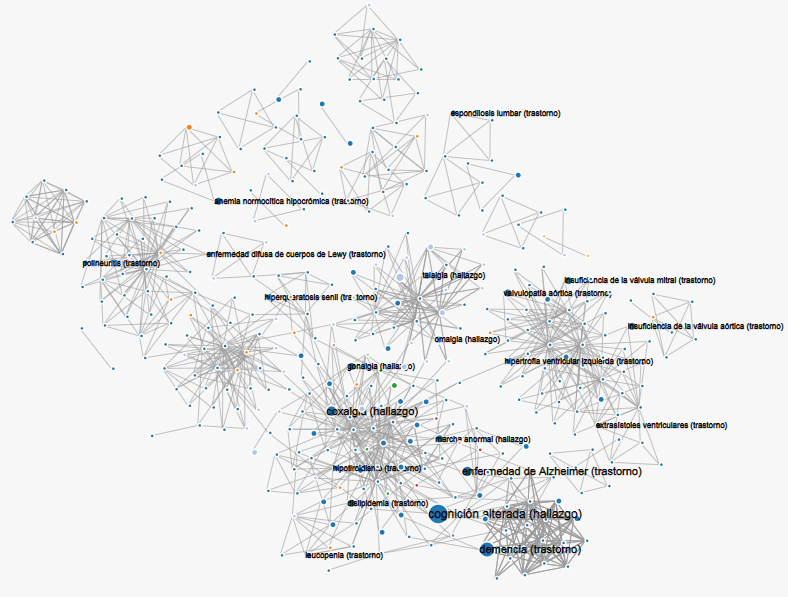 espondilosis lumbar (trastorno)
anemia normocítica hipocrómica (trastorno)
enfermedad difusa de cuerpos de Lewy (trastorno)
polineuritis (trastorno)
talalgia (hallazgo)
insuficiencia de la válvula mitral (trastorno)
valvulopatía aórtica (trastorno)
hiperqueratosis senil (trastorno)
insuficiencia de la válvula aórtica (trastorno)
omalgia (hallazgo)
hipertrofia ventricular izquierda (trastorno)
gonalgia (hallazgo)
coxalgia (hallazgo)
extrasístoles ventriculares (trastorno)
marcha anormal (hallazgo)
hipotiroidismo (trastorno)
enfermedad de Alzheimer (trastorno)
dislipidemia (trastorno)
cognición alterada (hallazgo)
demencia (trastorno)
leucopenia (trastorno)